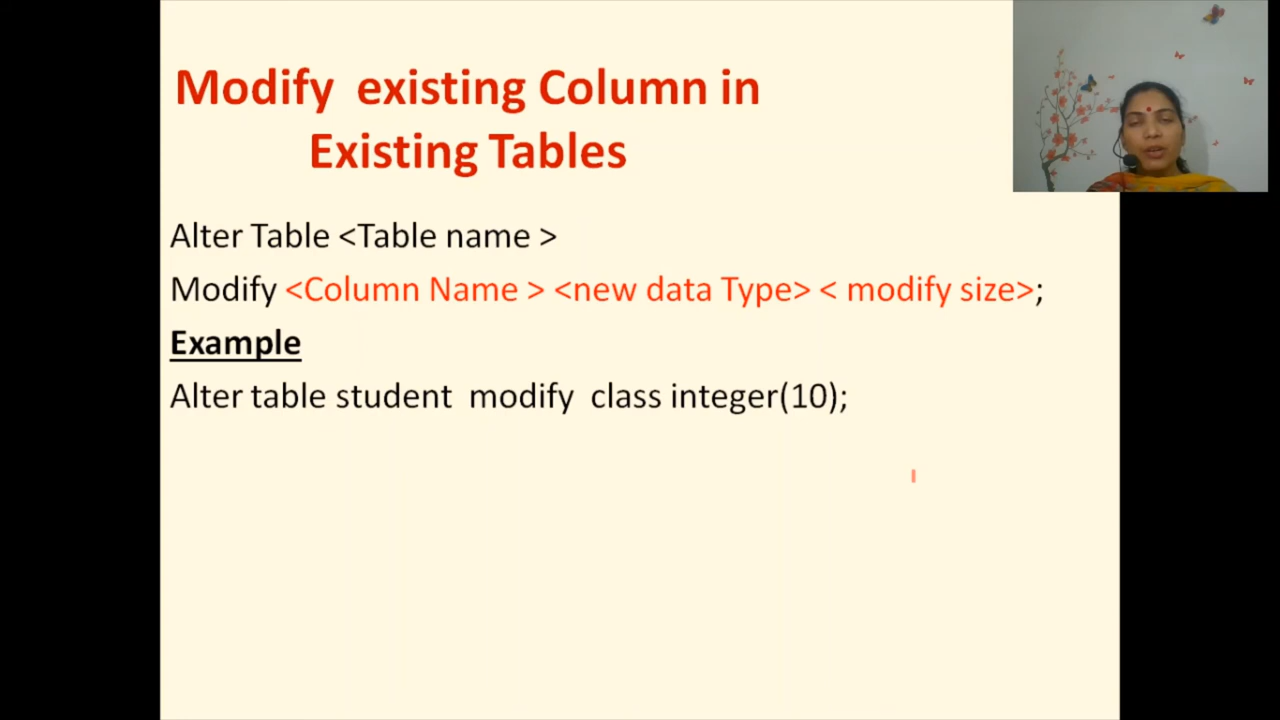 Modify existing Column in
Existing Tables
Alter Table <Table name >
Modify <Column Name > <new data Type> < modify size>;
Example
Alter table student modify class integer(10);